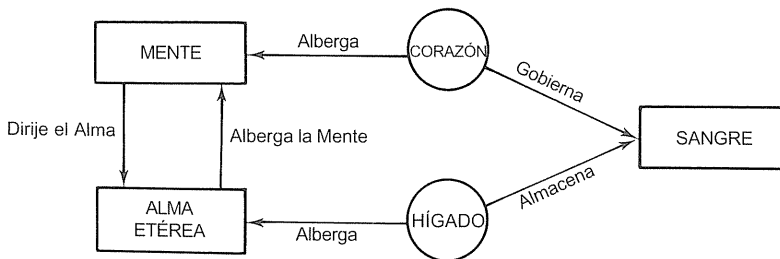 MENTE
Alberga
CORAZÓN
Gobierna
Dirije el Alma
Alberga la Mente
SANGRE
ALMA
ETÉREA
Alberga
HÍGADO
Almacena